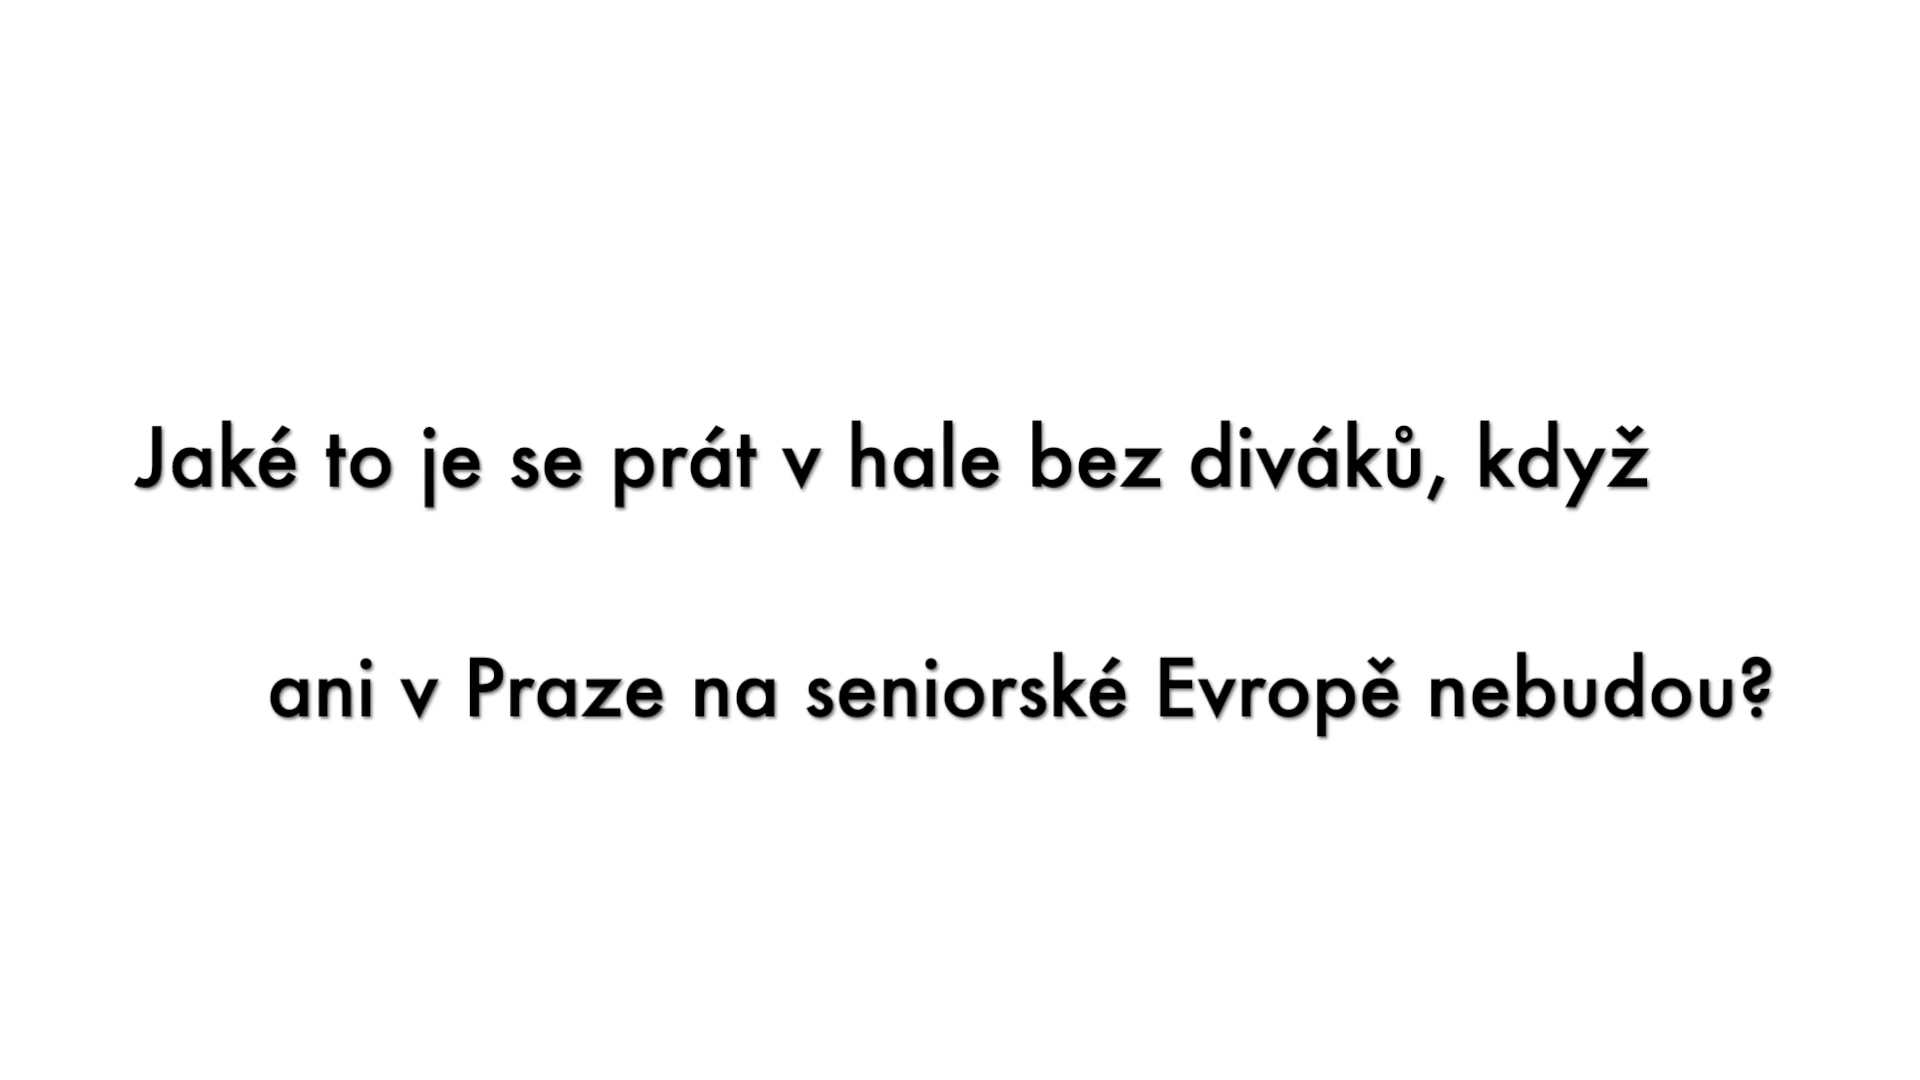 Jaké to je se prát v hale bez diváků, když
ani v Praze na seniorské Evropě nebudou?